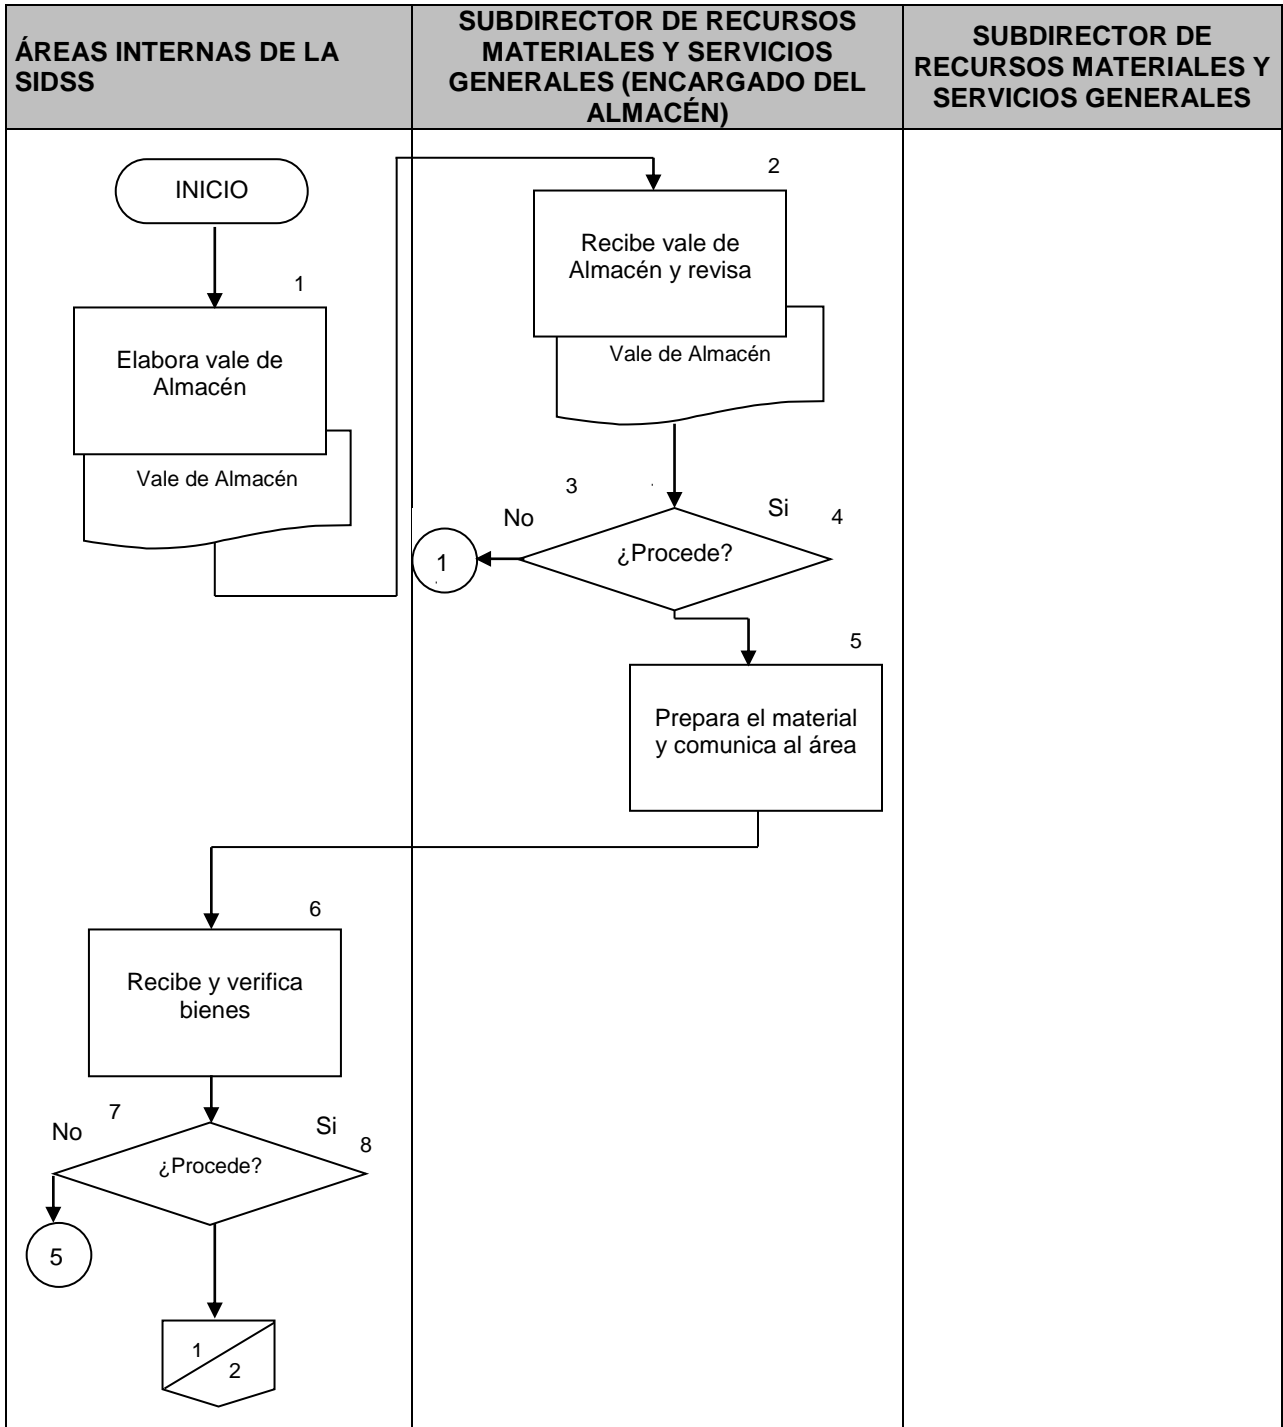 ÁREAS INTERNAS DE LA
SIDSS
SUBDIRECTOR DE RECURSOS
MATERIALES Y SERVICIOS
GENERALES (ENCARGADO DEL
ALMACÉN)
SUBDIRECTOR DE
RECURSOS MATERIALES Y
SERVICIOS GENERALES
INICIO
1
Elabora vale de
Almacén
Vale de Almacén
2
Recibe vale de
Almacén y revisa
Vale de Almacén
3
No
Si
4
¿Procede?
1
5
Prepara el material
y comunica al área
6
Recibe y verifica
bienes
7
No
Si
8
¿Procede?
5
1
2